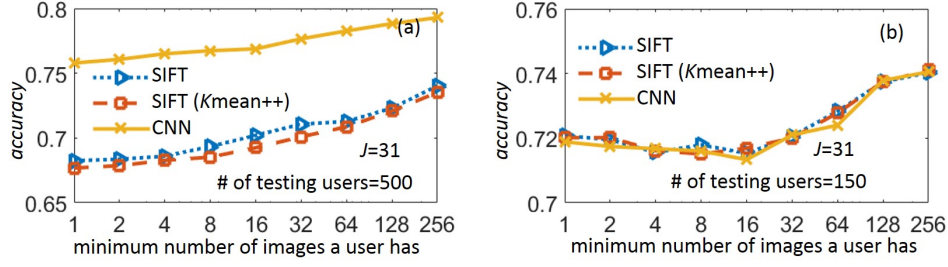 0.8
0.75
0.7
0.65
accuracy
(a)
SIFT
SIFT (Kmean++)
CNN
J=31
# of testing users=500
1 2 4 8 16 32 64 128 256
minimum number of images a user has
0.76
0.74
0.72
0.7
accuracy
(b)
SIFT
SIFT (Kmean++)
CNN
J=31
# of testing users=150
1 2 4 8 16 32 64 128 256
minimum number of images a user has